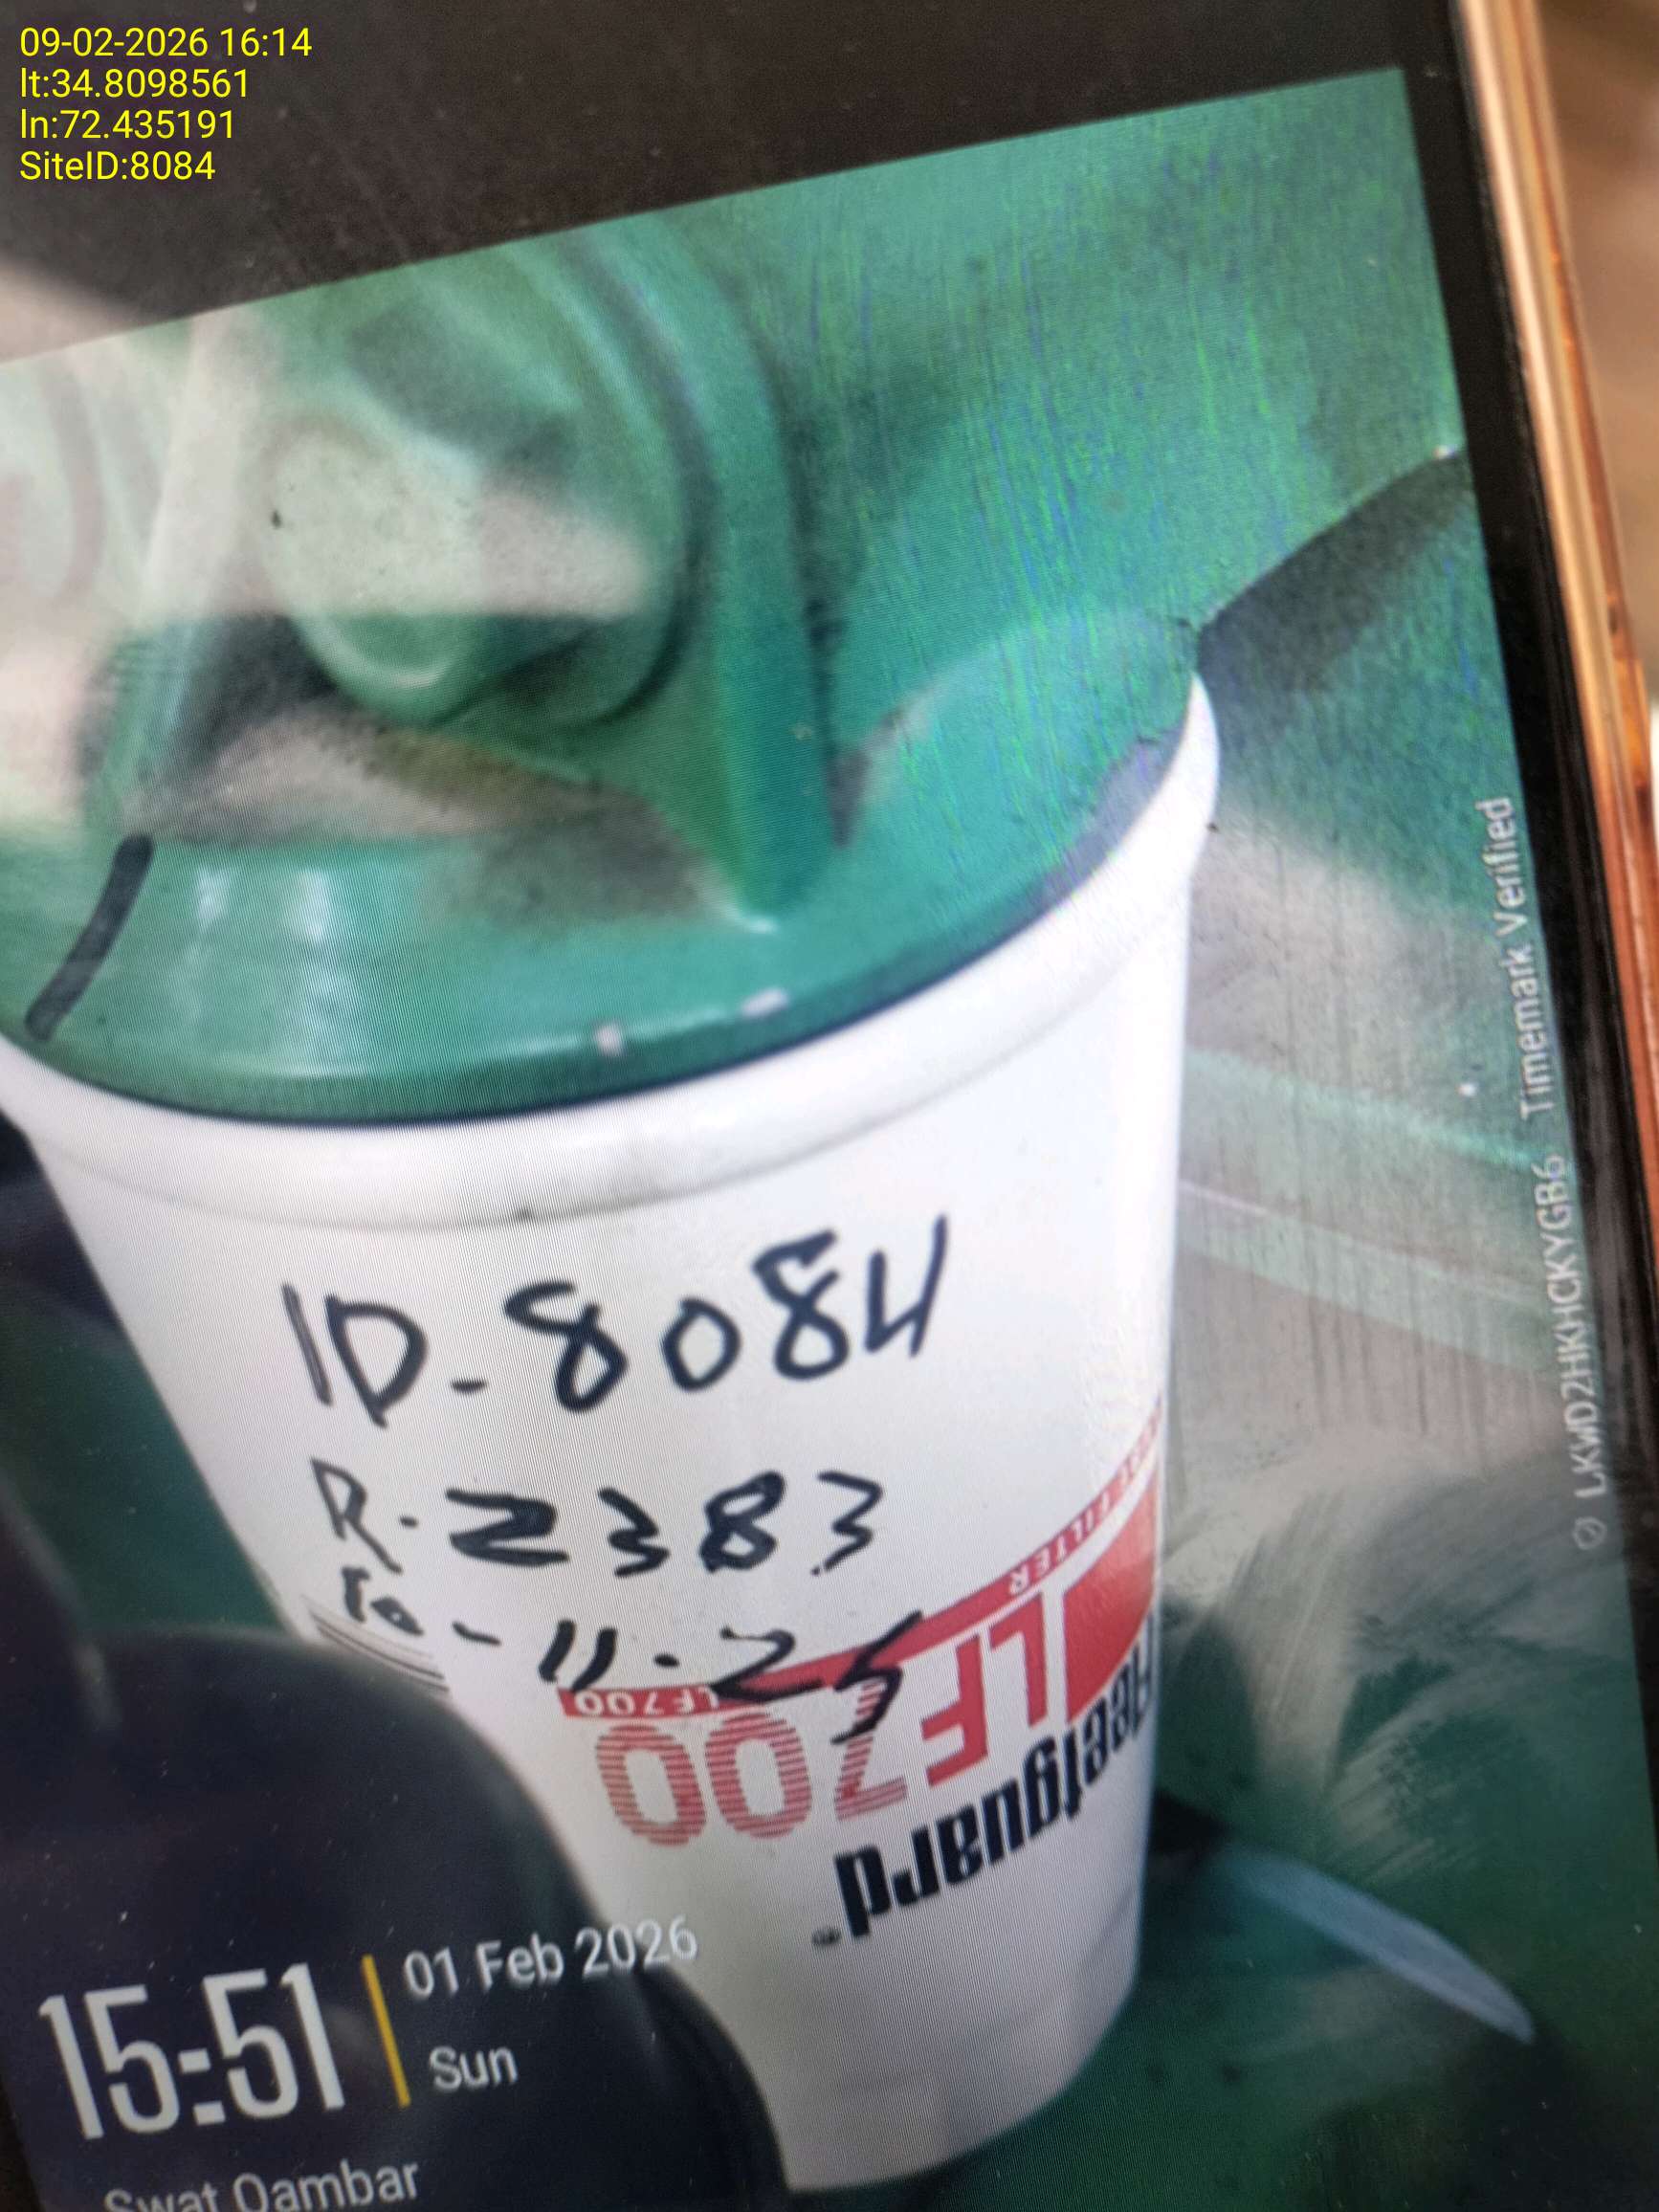 09-02-2026 16:14
lt:34.8098561
ln:72.435191
SiteID:8084
ID-8084
R-2383
10-11-25
FILTER
LF700
LF700
Fleetguard
15:51
01 Feb 2026
Sun
Swat Qambar
LKWD2HKHCKYGB6 Timemark Verified